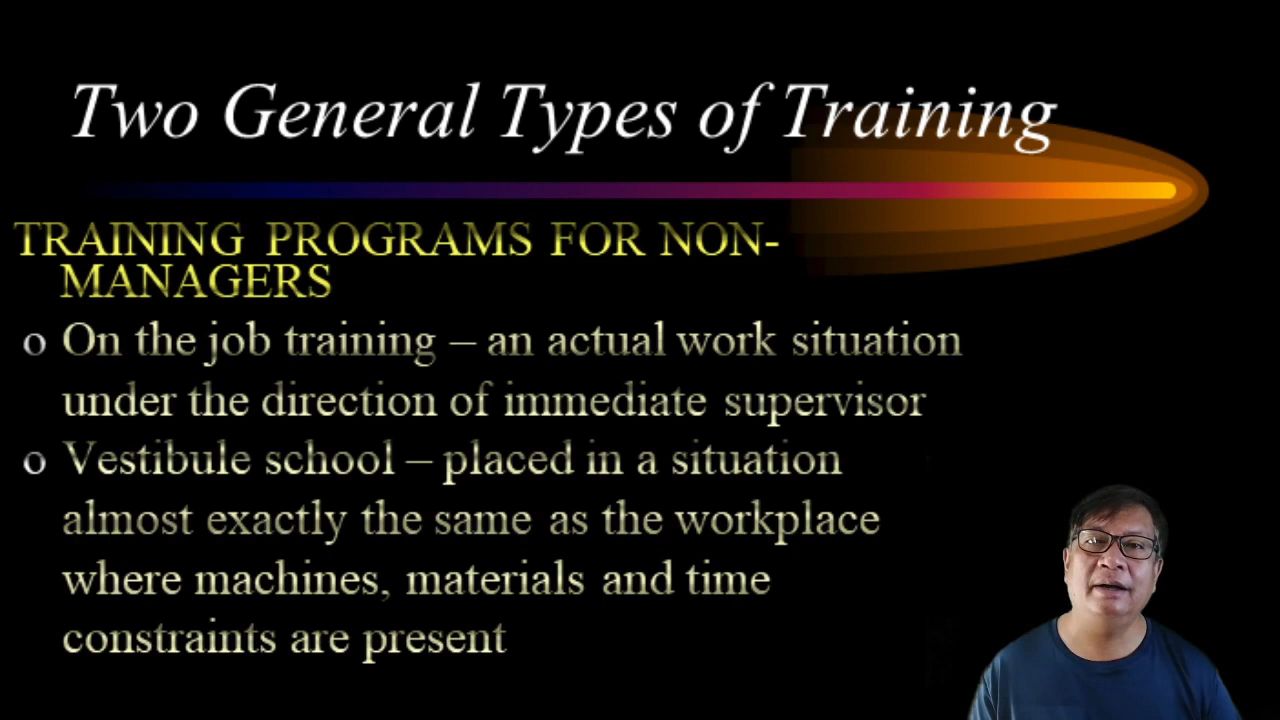 Two General Types of Training
TRAINING PROGRAMS FOR NON-
MANAGERS
o On the job training – an actual work situation
under the direction of immediate supervisor
o Vestibule school – placed in a situation
almost exactly the same as the workplace
where machines, materials and time
constraints are present